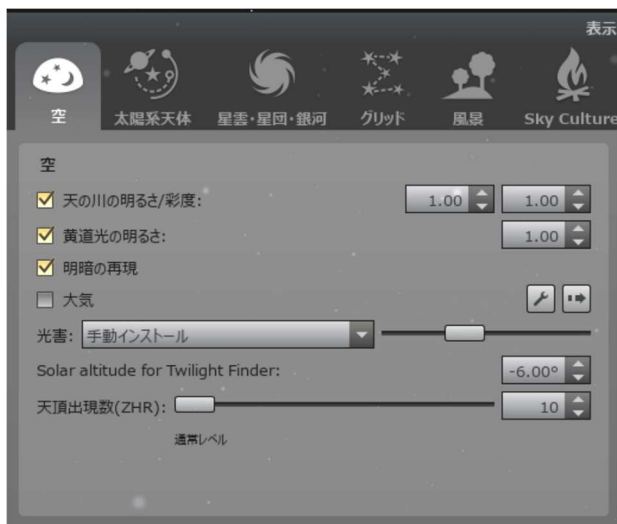 表示
空 太陽系天体 星雲・星団・銀河 グリッド 風景 Sky Culture
空
天の川の明るさ/彩度: 1.00 1.00
黄道光の明るさ: 1.00
明暗の再現
大気
光害: 手動インストール
Solar altitude for Twilight Finder: -6.00°
天頂出現数(ZHR): 10
通常レベル